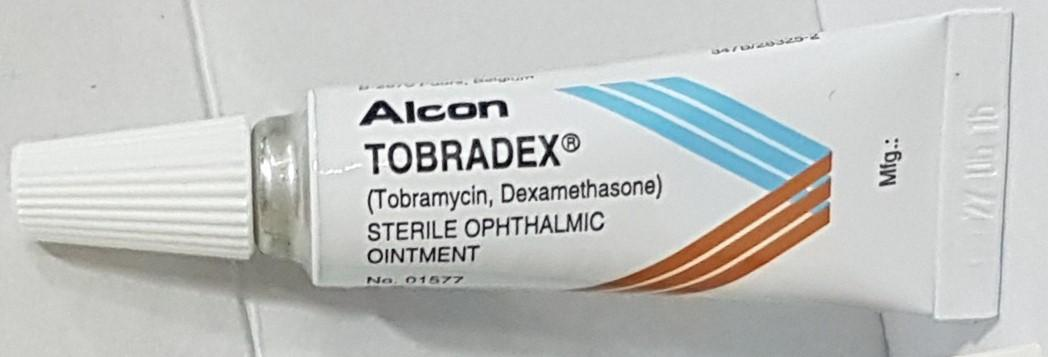 Alcon
TOBRADEX®
(Tobramycin, Dexamethasone)
STERILE OPHTHALMIC
OINTMENT
No. 01577
Mfg.: